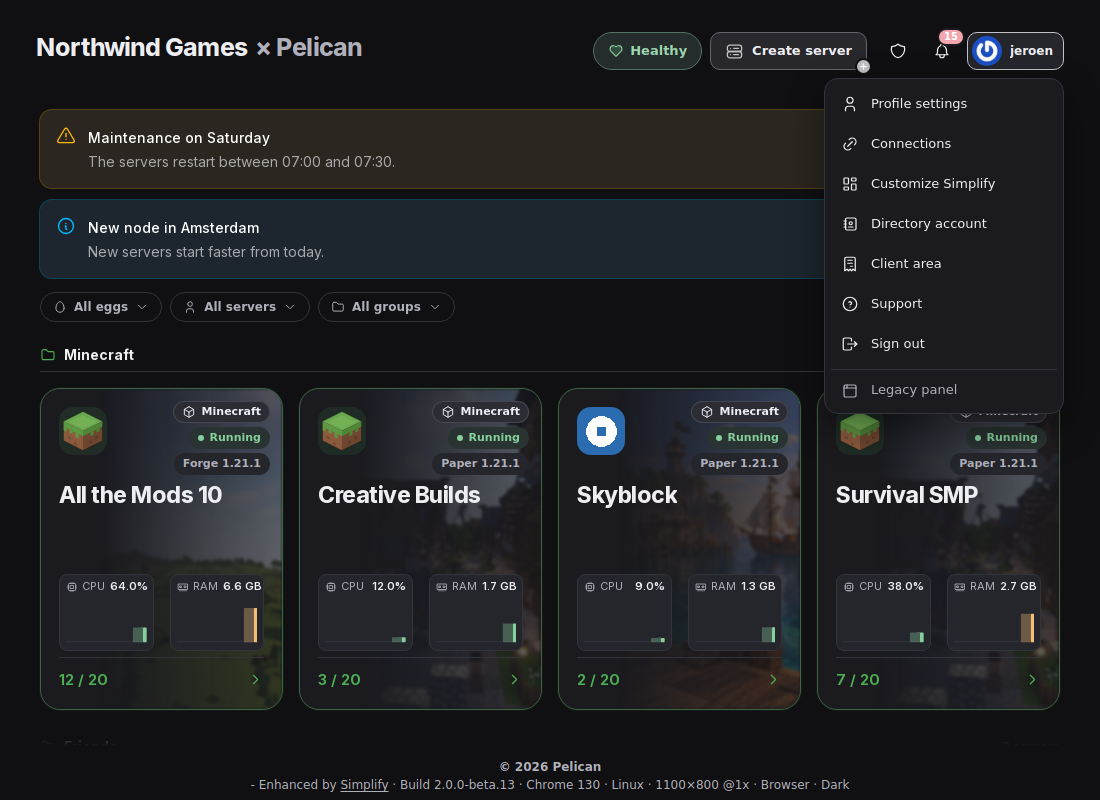 Northwind Games × Pelican
Healthy
Create server
15
jeroen
Profile settings
Connections
Customize Simplify
Directory account
Client area
Support
Sign out
Legacy panel
Maintenance on Saturday
The servers restart between 07:00 and 07:30.
New node in Amsterdam
New servers start faster from today.
All eggs
All servers
All groups
Minecraft
Minecraft
Running
Forge 1.21.1
All the Mods 10
CPU 64.0%
RAM 6.6 GB
12 / 20
Minecraft
Running
Paper 1.21.1
Creative Builds
CPU 12.0%
RAM 1.7 GB
3 / 20
Minecraft
Running
Paper 1.21.1
Skyblock
CPU 9.0%
RAM 1.3 GB
2 / 20
Minecraft
Running
Paper 1.21.1
Survival SMP
CPU 38.0%
RAM 2.7 GB
7 / 20
Friends
© 2026 Pelican
- Enhanced by Simplify · Build 2.0.0-beta.13 · Chrome 130 · Linux · 1100×800 @1x · Browser · Dark